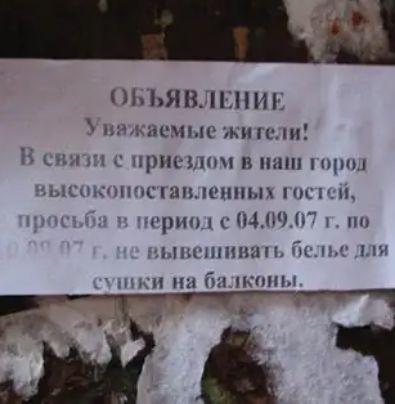 ОБЪЯВЛЕНИЕ
Уважаемые жители!
В связи с приездом в наш город
высокопоставленных гостей,
просьба в период с 04.09.07 г. по
г. не вывешивать белье для
сушки на балконы.